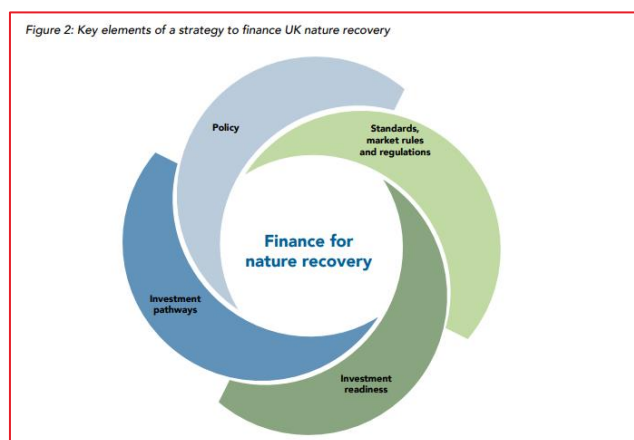 Figure 2: Key elements of a strategy to finance UK nature recovery
Policy
Standards,
market rules
and regulations
Finance for
nature recovery
Investment
pathways
Investment
readiness